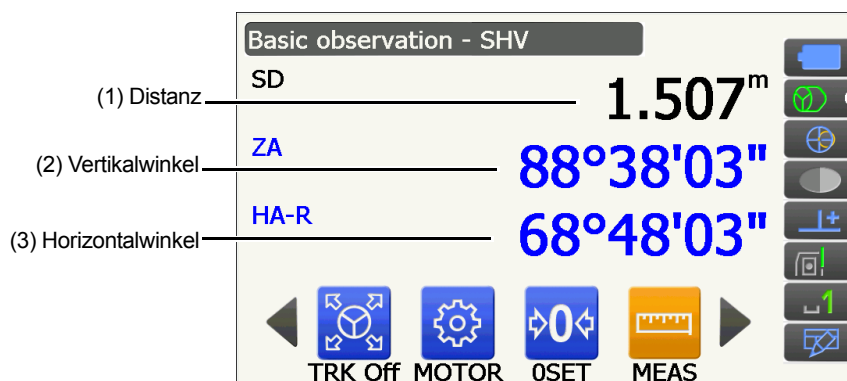 Basic observation - SHV
(1) Distanz SD 1.507m
(2) Vertikalwinkel ZA 88°38'03"
(3) Horizontalwinkel HA-R 68°48'03"
0
TRK Off MOTOR 0SET MEAS
1